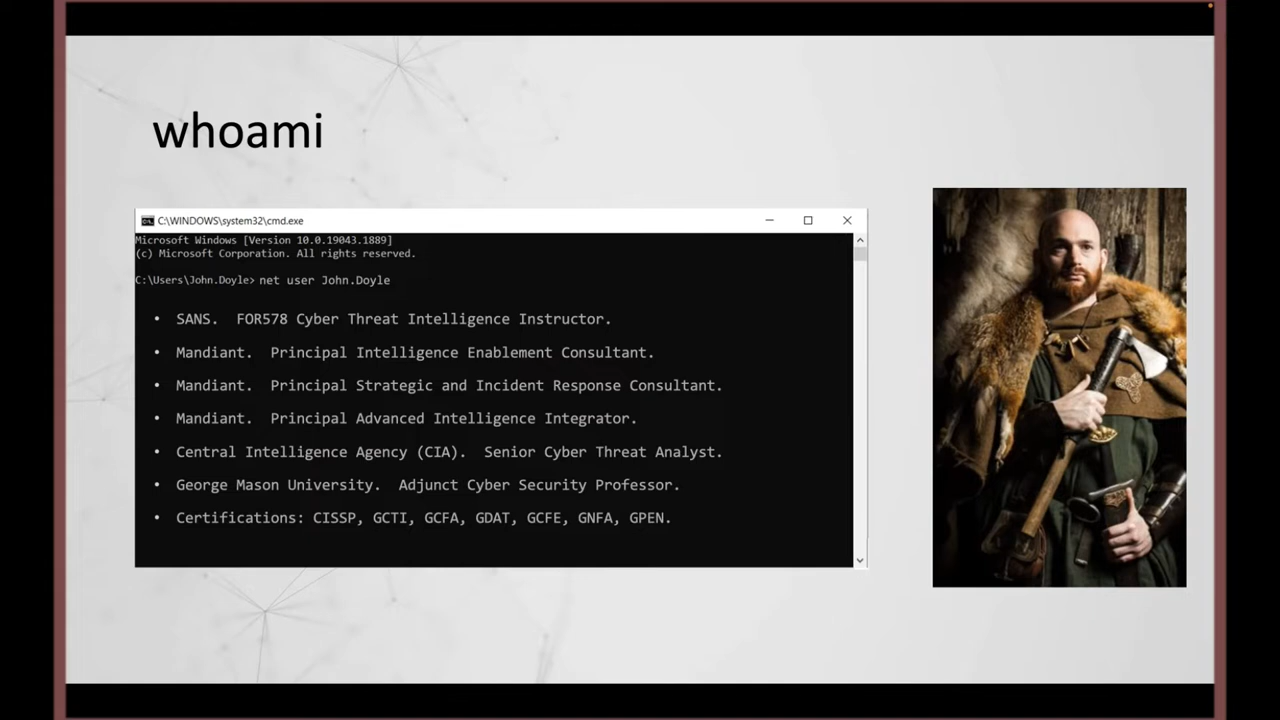 whoami
C:\WINDOWS\system32\cmd.exe
Microsoft Windows [Version 10.0.19043.1889]
(c) Microsoft Corporation. All rights reserved.
C:\Users\John.Doyle> net user John.Doyle
• SANS. FOR578 Cyber Threat Intelligence Instructor.
• Mandiant. Principal Intelligence Enablement Consultant.
• Mandiant. Principal Strategic and Incident Response Consultant.
• Mandiant. Principal Advanced Intelligence Integrator.
• Central Intelligence Agency (CIA). Senior Cyber Threat Analyst.
• George Mason University. Adjunct Cyber Security Professor.
• Certifications: CISSP, GCTI, GCFA, GDAT, GCFE, GNFA, GPEN.